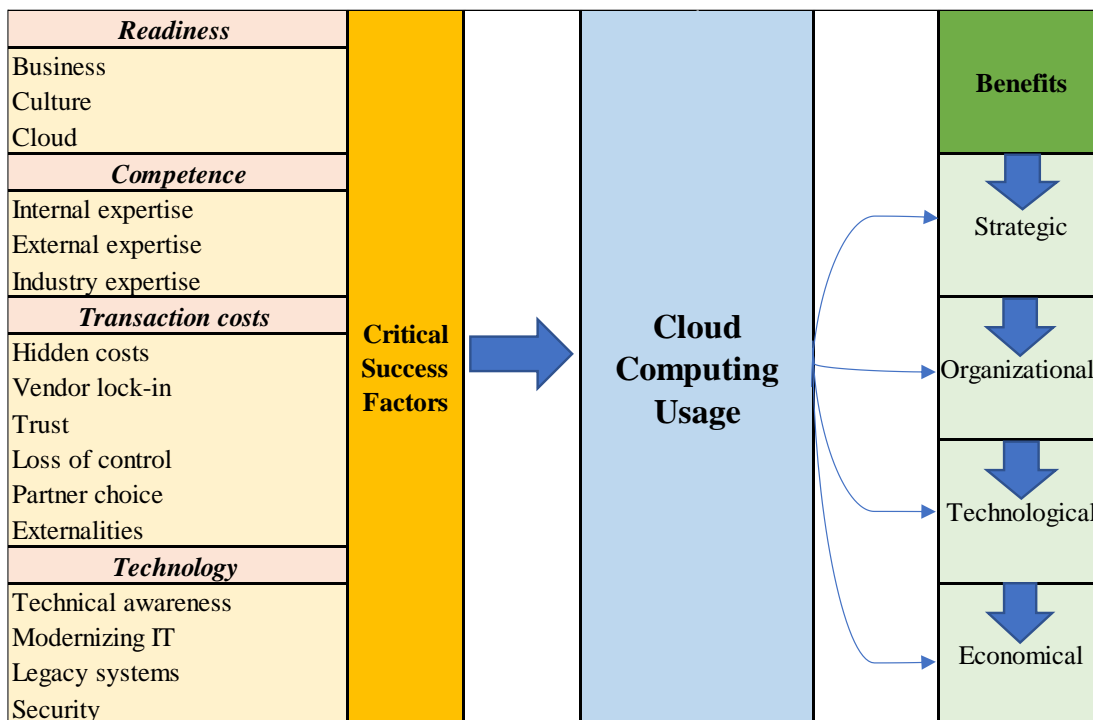 Readiness
Business
Culture
Cloud
Competence
Internal expertise
External expertise
Industry expertise
Transaction costs
Hidden costs
Vendor lock-in
Trust
Loss of control
Partner choice
Externalities
Technology
Technical awareness
Modernizing IT
Legacy systems
Security
Critical
Success
Factors
Cloud
Computing
Usage
Benefits
Strategic
Organizational
Technological
Economical